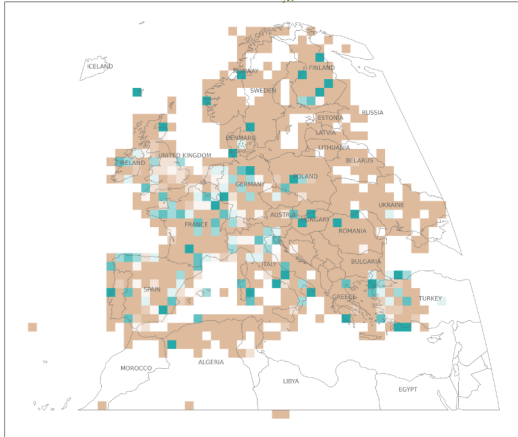 ICELAND
NORWAY
FINLAND
SWEDEN
RUSSIA
ESTONIA
LATVIA
DENMARK
LITHUANIA
UNITED KINGDOM
BELARUS
IRELAND
POLAND
GERMANY
UKRAINE
AUSTRIA
HUNGARY
FRANCE
ROMANIA
BULGARIA
ITALY
SPAIN
GREECE
TURKEY
ALGERIA
MOROCCO
LIBYA
EGYPT